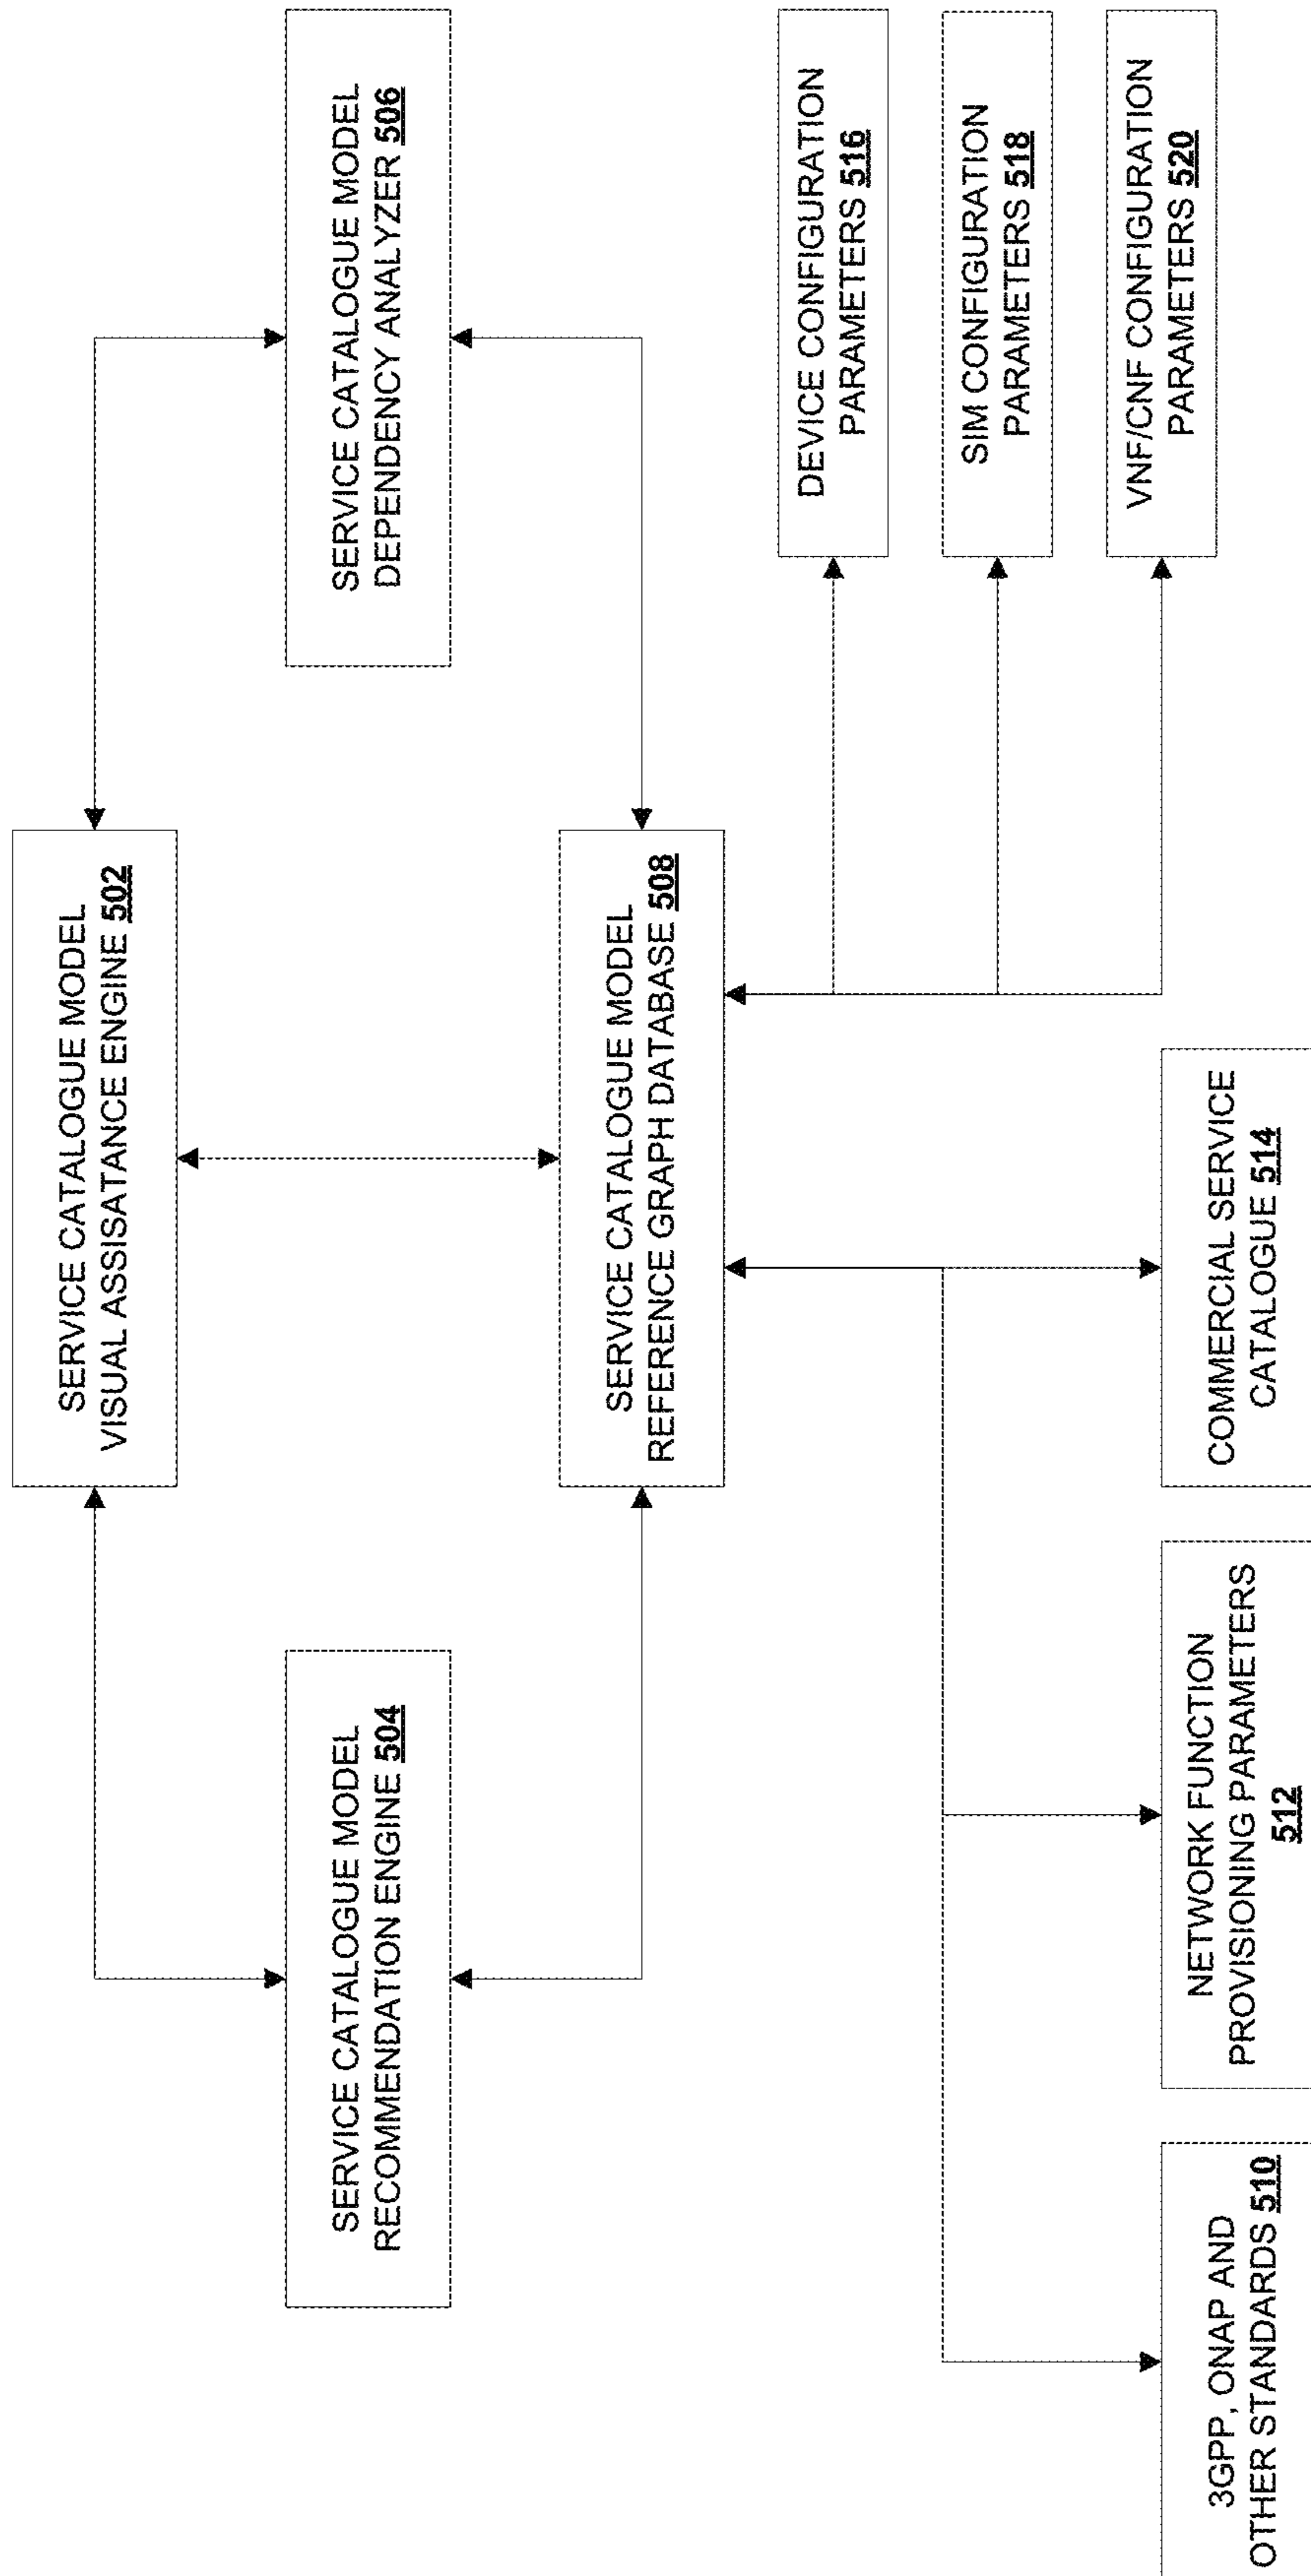 SERVICE CATALOGUE MODEL
VISUAL ASSISATANCE ENGINE 502
SERVICE CATALOGUE MODEL
RECOMMENDATION ENGINE 504
SERVICE CATALOGUE MODEL
DEPENDENCY ANALYZER 506
SERVICE CATALOGUE MODEL
REFERENCE GRAPH DATABASE 508
3GPP, ONAP AND
OTHER STANDARDS 510
NETWORK FUNCTION
PROVISIONING PARAMETERS
512
COMMERCIAL SERVICE
CATALOGUE 514
DEVICE CONFIGURATION
PARAMETERS 516
SIM CONFIGURATION
PARAMETERS 518
VNF/CNF CONFIGURATION
PARAMETERS 520